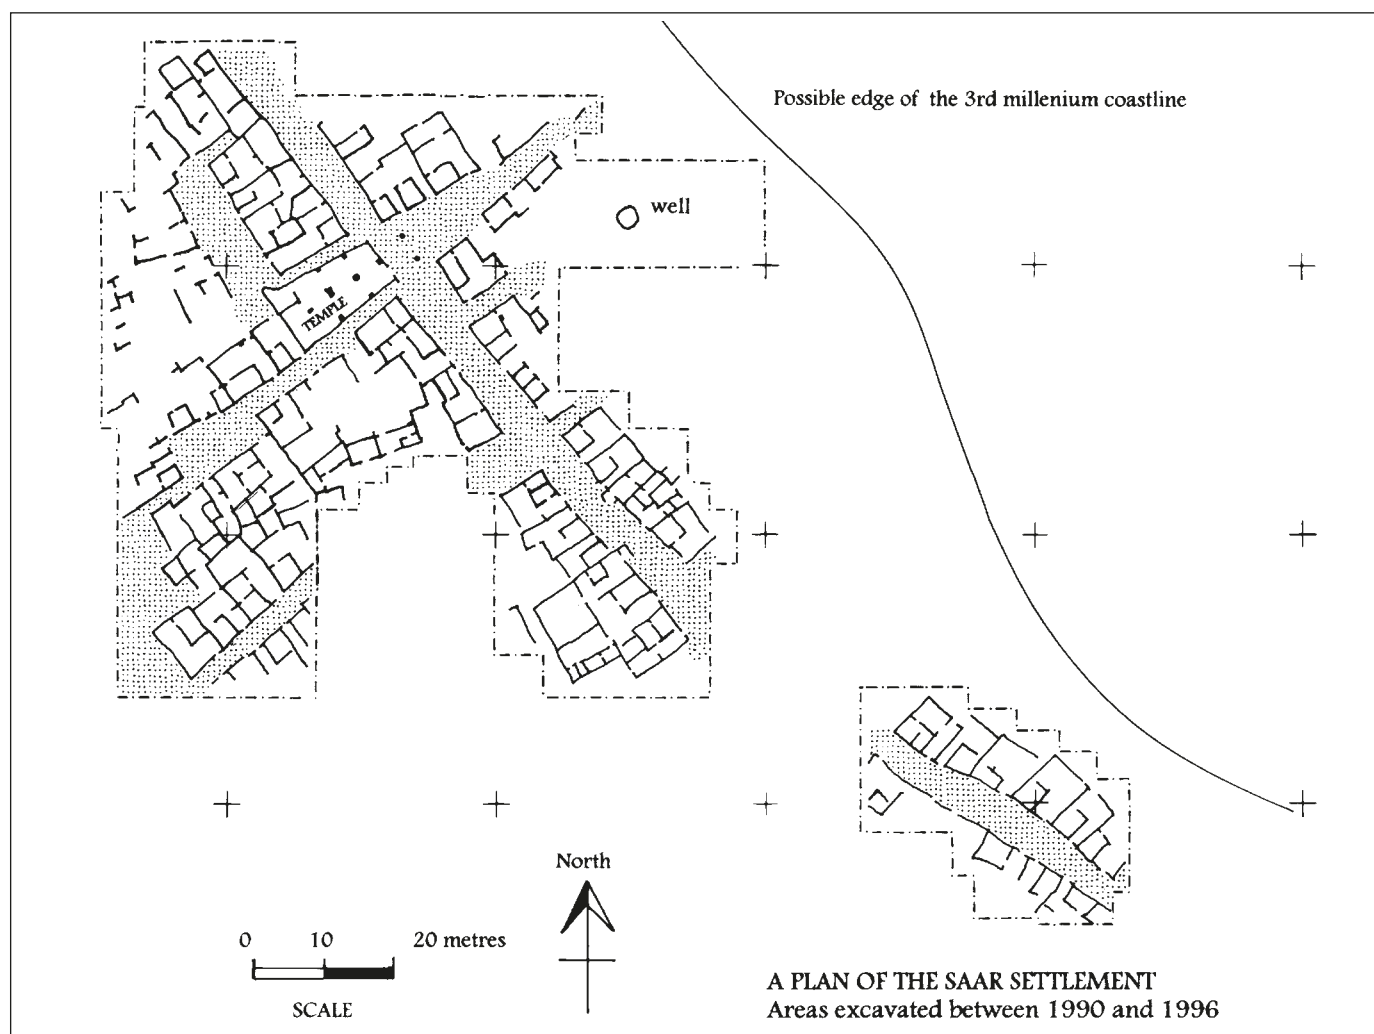 Possible edge of the 3rd millenium coastline
well
TEMPLE
North
0 10 20 metres
SCALE
A PLAN OF THE SAAR SETTLEMENT
Areas excavated between 1990 and 1996